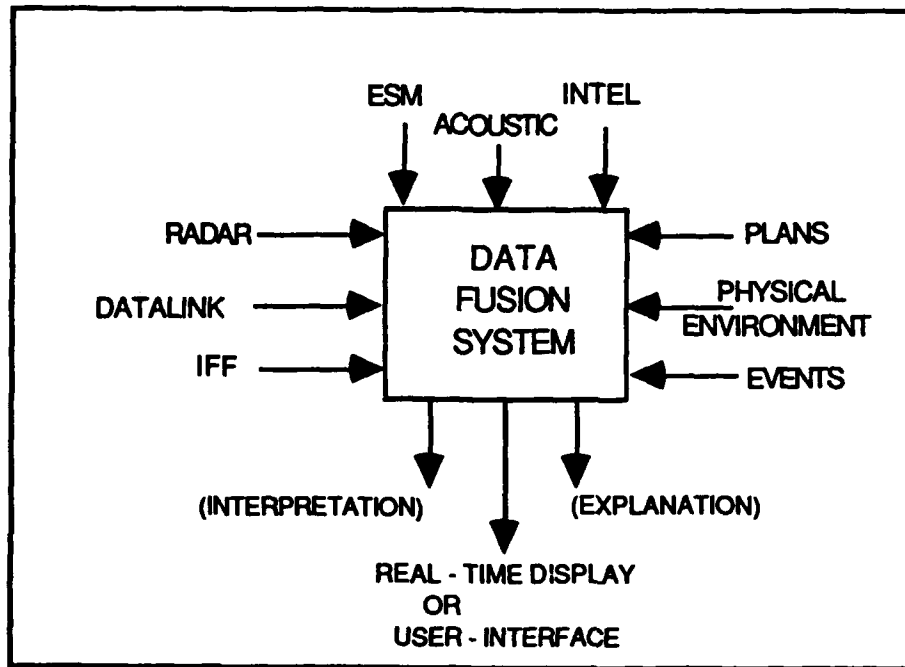 ESM
INTEL
ACOUSTIC
RADAR
DATA
PLANS
DATALINK
FUSION
PHYSICAL
ENVIRONMENT
SYSTEM
IFF
EVENTS
(INTERPRETATION)
(EXPLANATION)
REAL - TIME DISPLAY
OR
USER - INTERFACE